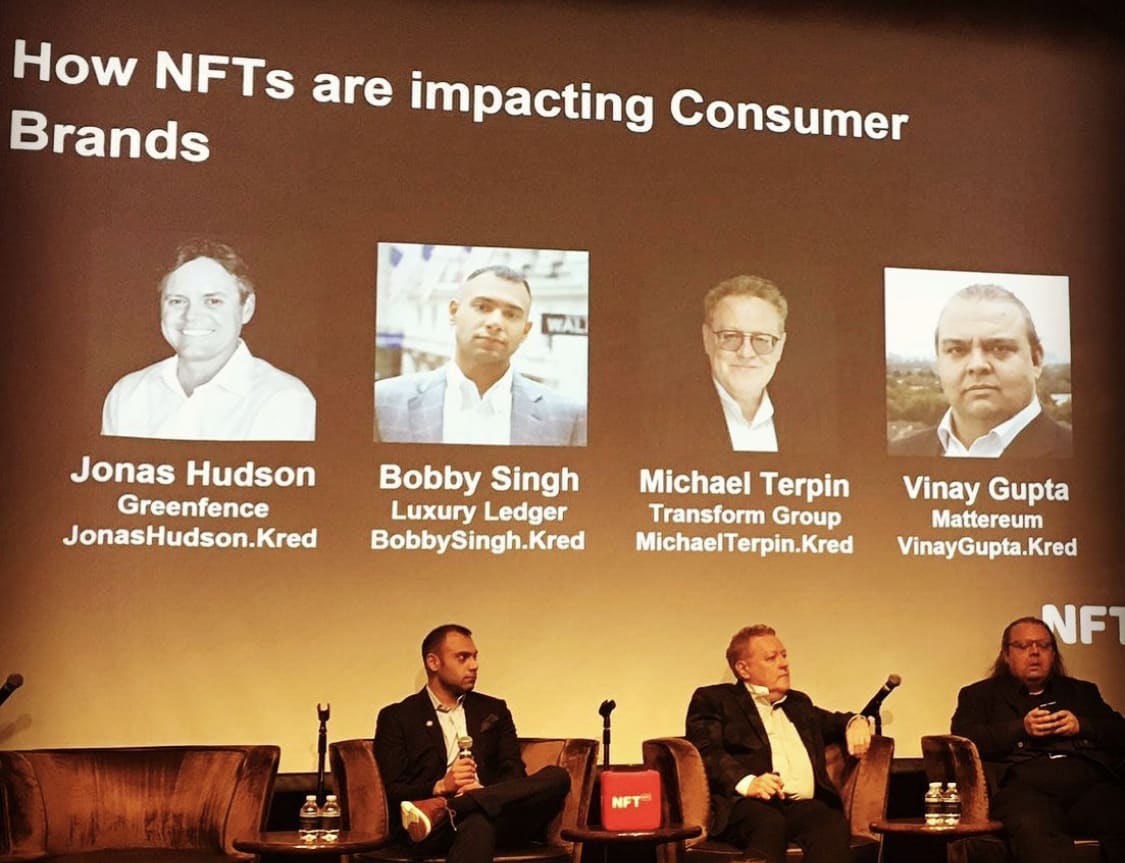 How NFTs are impacting Consumer
Brands
WAL
Jonas Hudson
Greenfence
JonasHudson.Kred
Bobby Singh
Luxury Ledger
BobbySingh.Kred
Michael Terpin
Transform Group
MichaelTerpin.Kred
Vinay Gupta
Mattereum
VinayGupta.Kred
NFT
NFT